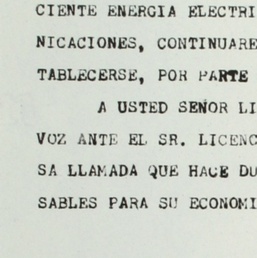 CIENTE ENERGIA ELECTRI
NICACIONES, CONTINUARE
TABLECERSE, POR PARTE
A USTED SEÑOR LI
VOZ ANTE EL SR. LICENC
SA LLAMADA QUE HACE DU
SABLES PARA SU ECONOMI